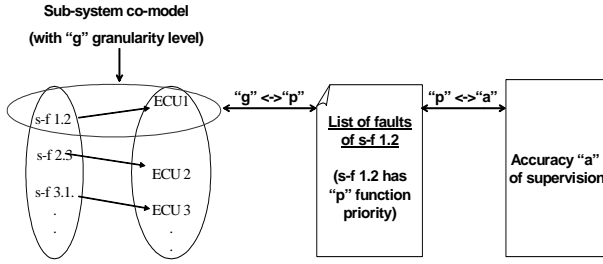 Sub-system co-model
(with “g” granularity level)
ECU1
s-f 1.2
s-f 2.3
ECU 2
s-f 3.1.
ECU 3
.
.
.
.
“g” <->“p”
List of faults
of s-f 1.2
(s-f 1.2 has
“p” function
priority)
“p” <->“a”
Accuracy “a”
of supervision